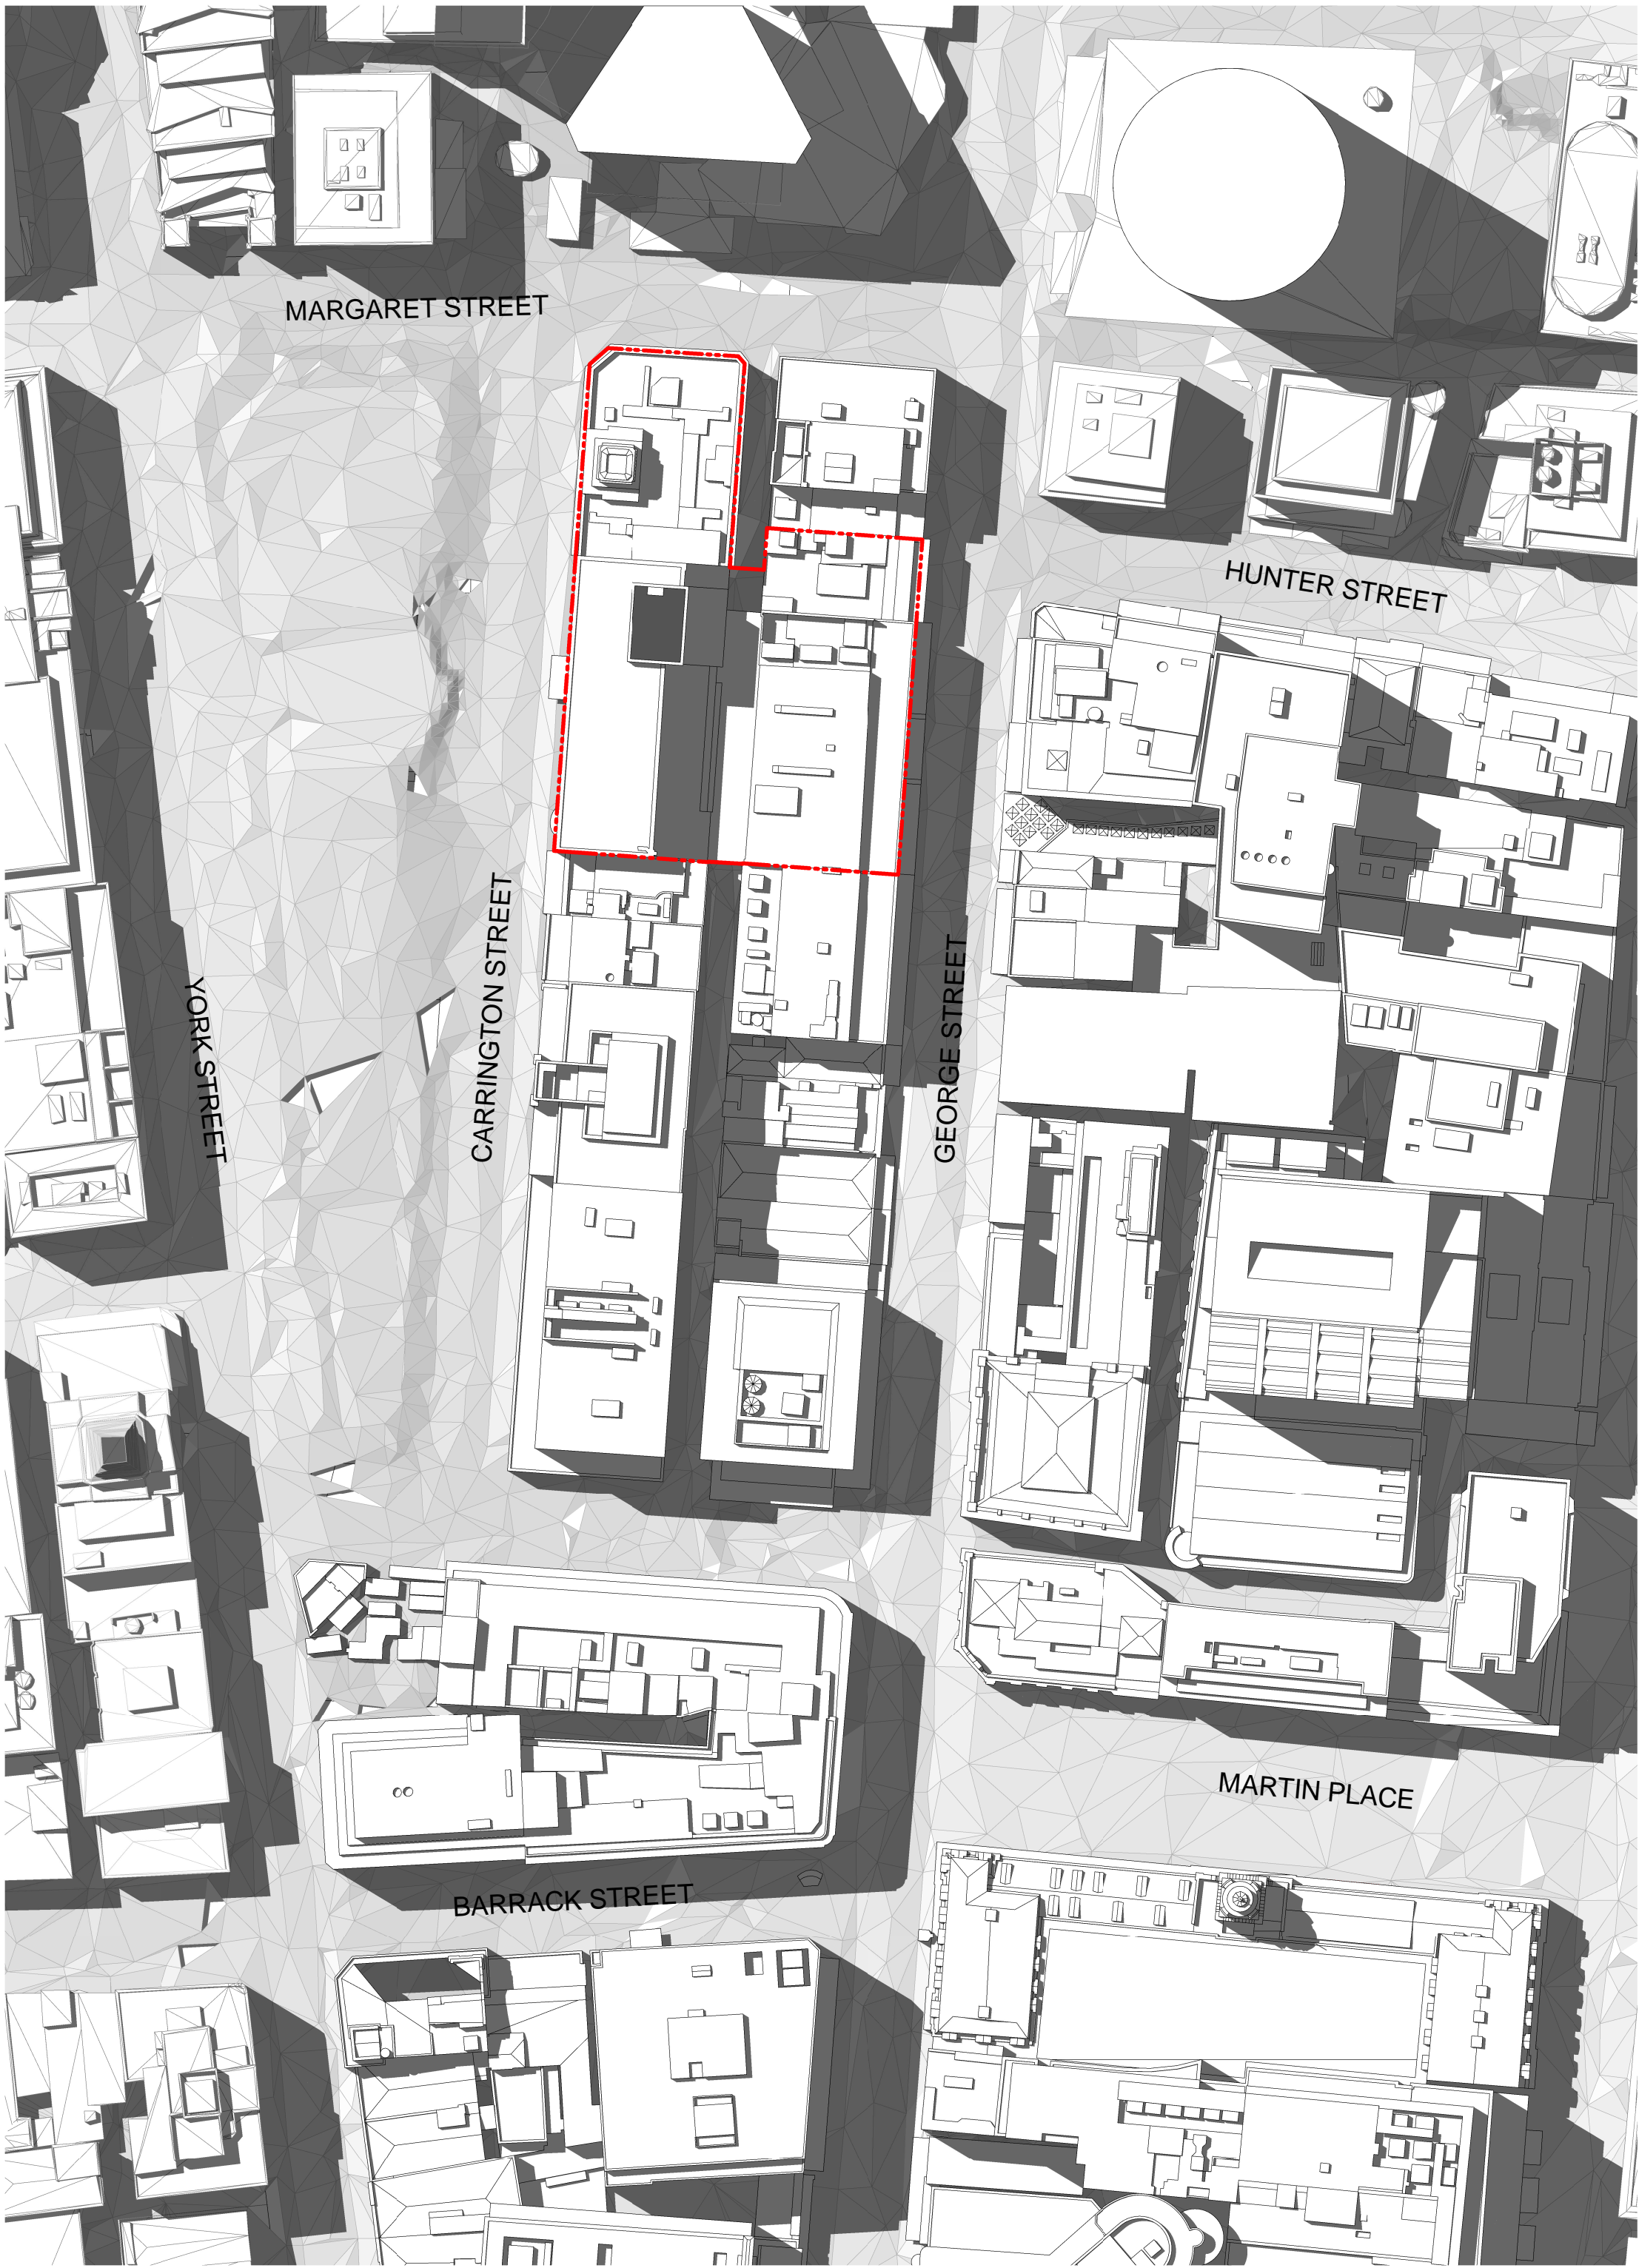 MARGARET STREET
HUNTER STREET
CARRINGTON STREET
GEORGE STREET
YORK STREET
MARTIN PLACE
BARRACK STREET